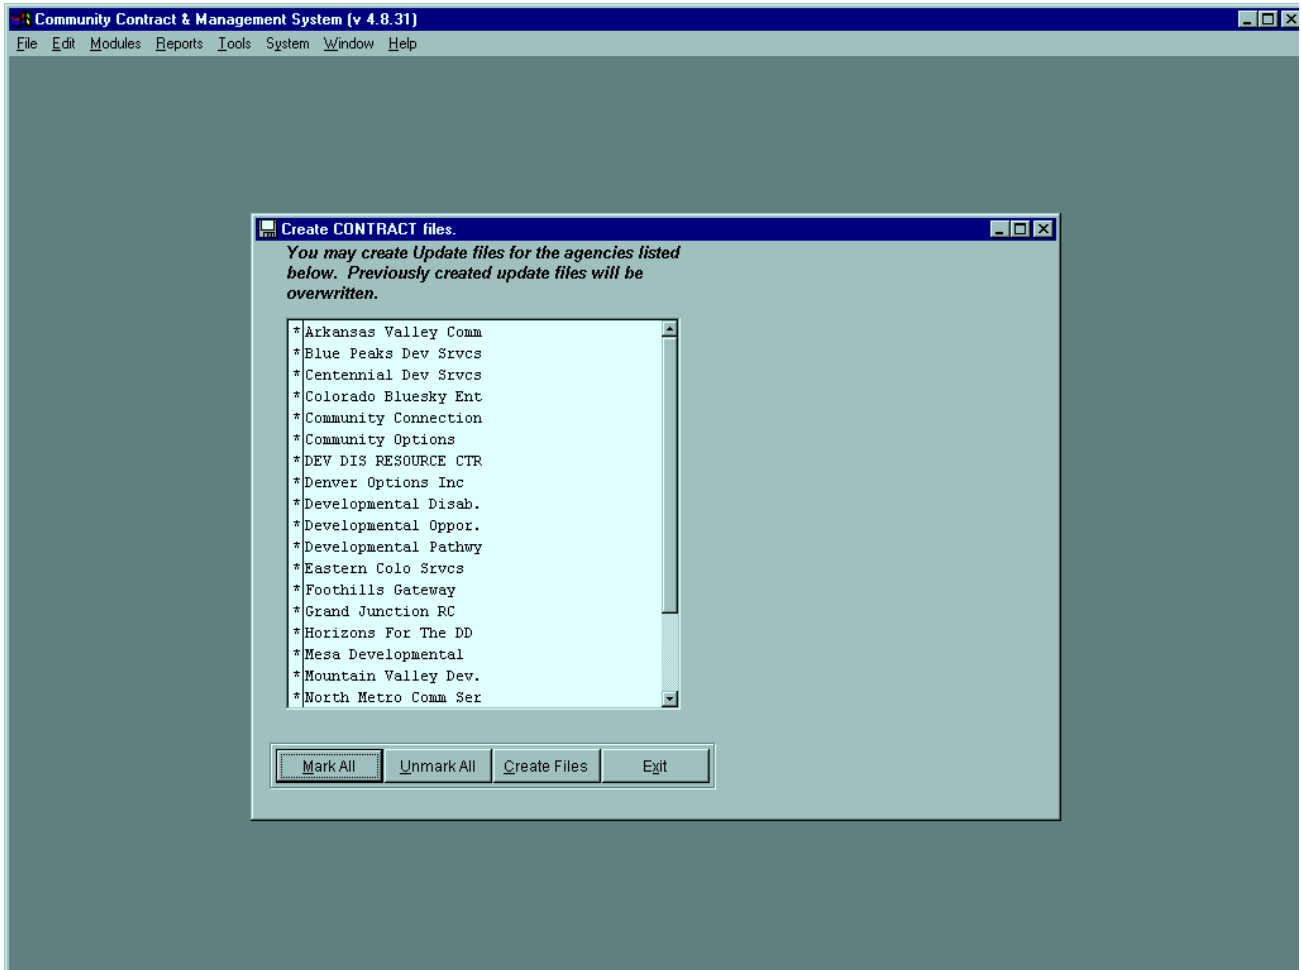 Community Contract & Management System (v 4.8.31)
File Edit Modules Reports Tools System Window Help
Create CONTRACT files.
You may create Update files for the agencies listed
below. Previously created update files will be
overwritten.
*Arkansas Valley Comm
*Blue Peaks Dev Srvcs
*Centennial Dev Srvcs
*Colorado Bluesky Ent
*Community Connection
*Community Options
*DEV DIS RESOURCE CTR
*Denver Options Inc
*Developmental Disab.
*Developmental Oppor.
*Developmental Pathwy
*Eastern Colo Srvcs
*Foothills Gateway
*Grand Junction RC
*Horizons For The DD
*Mesa Developmental
*Mountain Valley Dev.
*North Metro Comm Ser
Mark All Unmark All Create Files Exit